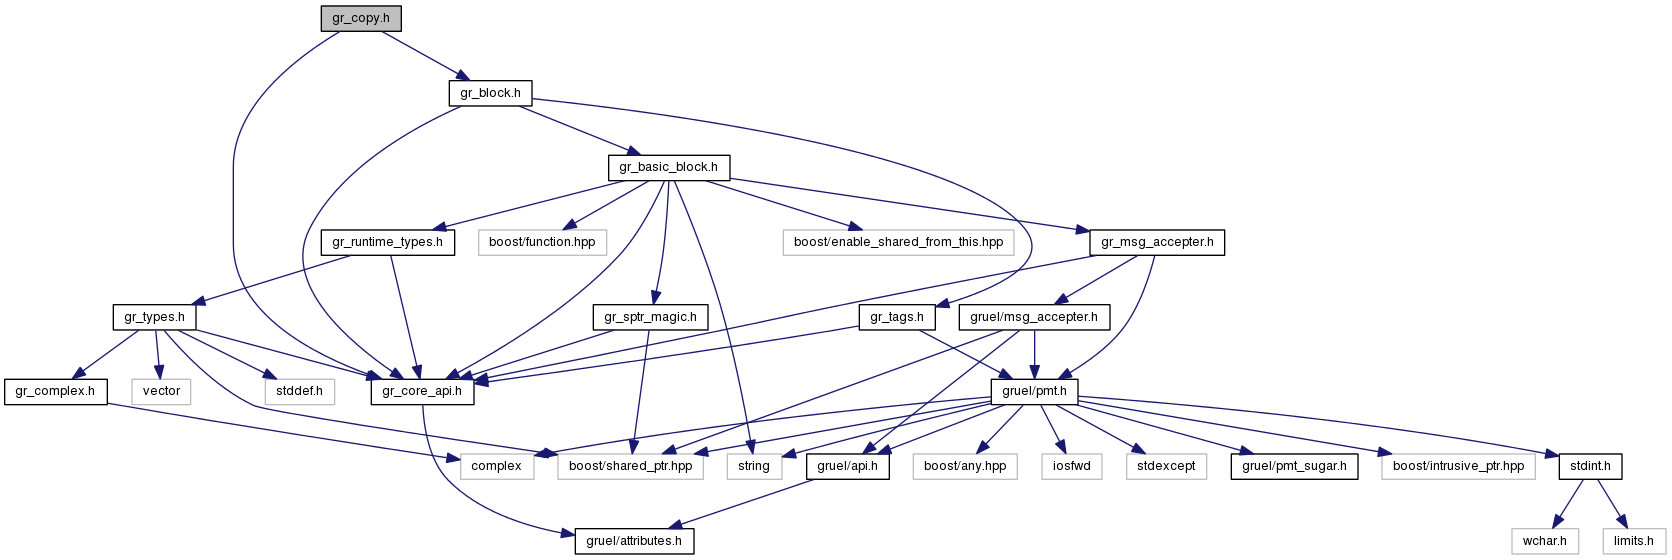 gr_copy.h
gr_block.h
gr_basic_block.h
gr_runtime_types.h
boost/function.hpp
boost/enable_shared_from_this.hpp
gr_msg_accepter.h
gr_types.h
gr_sptr_magic.h
gr_tags.h
gruel/msg_accepter.h
gr_complex.h
vector
stddef.h
gr_core_api.h
gruel/pmt.h
complex
boost/shared_ptr.hpp
string
gruel/api.h
boost/any.hpp
iosfwd
stdexcept
gruel/pmt_sugar.h
boost/intrusive_ptr.hpp
stdint.h
gruel/attributes.h
wchar.h
limits.h